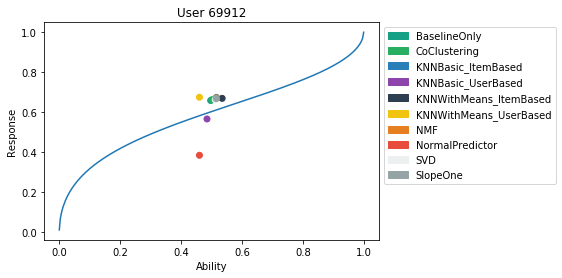 User 69912
1.0
0.8
0.6
0.4
0.2
0.0
Response
0.0
0.2
0.4
0.6
0.8
1.0
Ability
BaselineOnly
CoClustering
KNNBasic_ItemBased
KNNBasic_UserBased
KNNWithMeans_ItemBased
KNNWithMeans_UserBased
NMF
NormalPredictor
SVD
SlopeOne